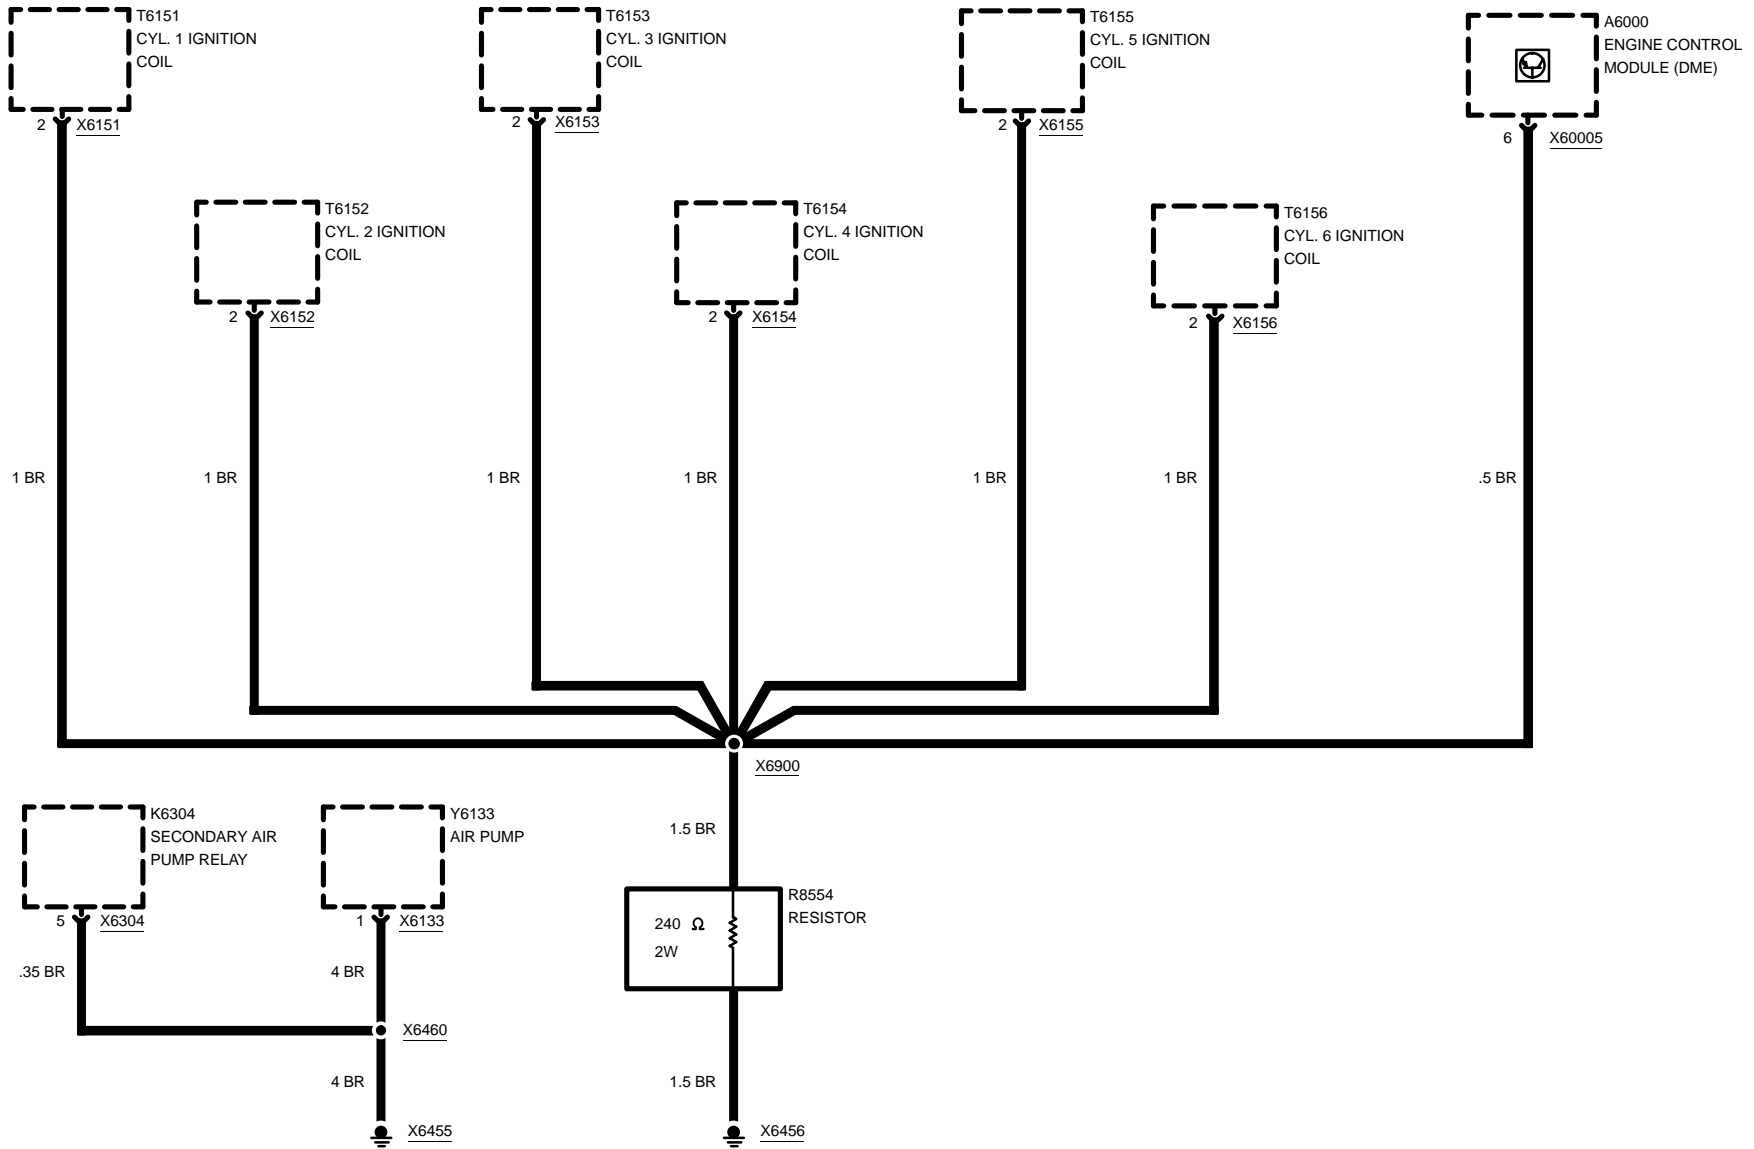 T6151
CYL. 1 IGNITION
COIL
2 X6151
T6153
CYL. 3 IGNITION
COIL
2 X6153
T6155
CYL. 5 IGNITION
COIL
2 X6155
A6000
ENGINE CONTROL
MODULE (DME)
6 X60005
T6152
CYL. 2 IGNITION
COIL
2 X6152
T6154
CYL. 4 IGNITION
COIL
2 X6154
T6156
CYL. 6 IGNITION
COIL
2 X6156
1 BR
1 BR
1 BR
1 BR
1 BR
1 BR
.5 BR
X6900
K6304
SECONDARY AIR
PUMP RELAY
5 X6304
.35 BR
Y6133
AIR PUMP
1 X6133
4 BR
X6460
4 BR
X6455
1.5 BR
R8554
RESISTOR
240 Ω
2W
1.5 BR
X6456